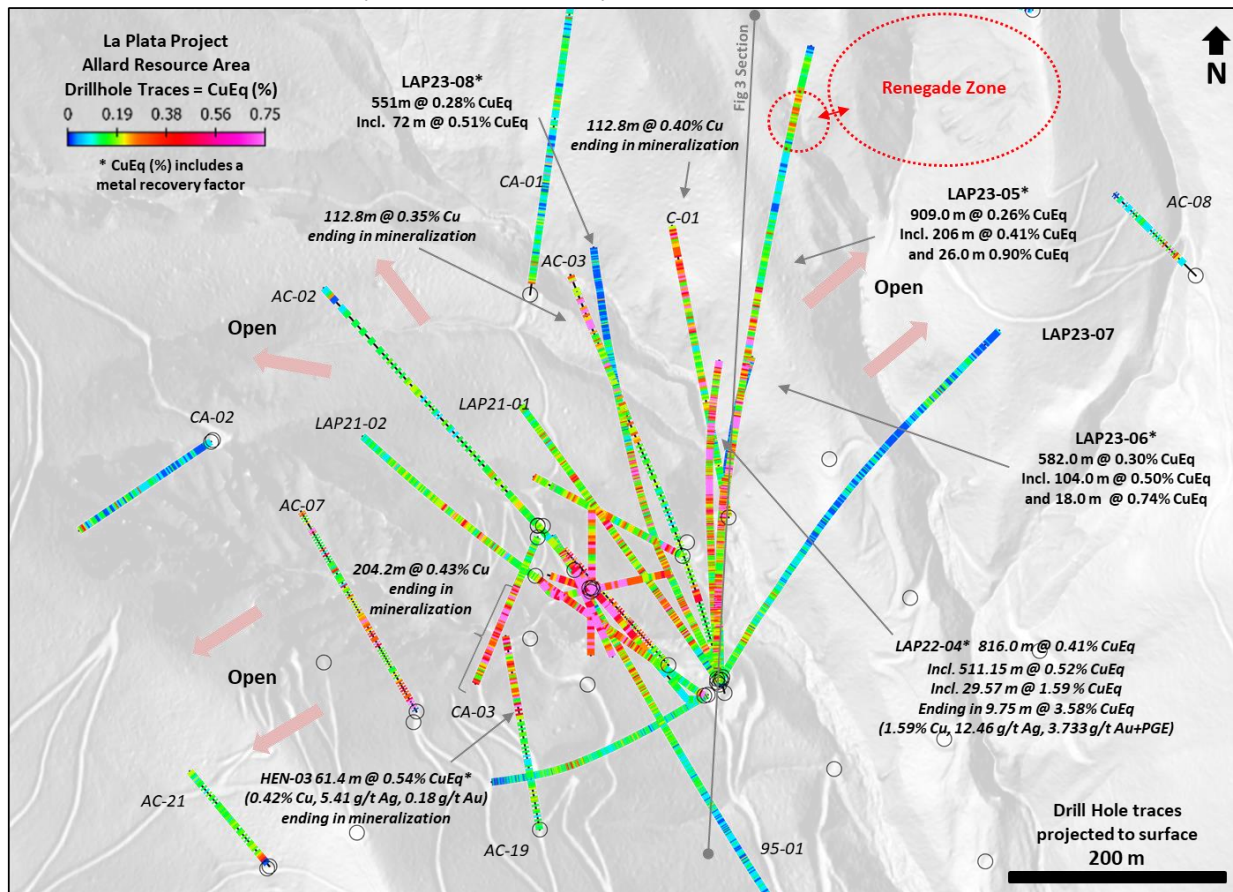 La Plata Project
Allard Resource Area
Drillhole Traces = CuEq (%)
0 0.19 0.38 0.56 0.75
* CuEq (%) includes a
metal recovery factor
LAP23-08*
551m @ 0.28% CuEq
Incl. 72 m @ 0.51% CuEq
CA-01
112.8m @ 0.40% Cu
ending in mineralization
C-01
Fig 3 Section
Renegade Zone
N
LAP23-05*
909.0 m @ 0.26% CuEq
Incl. 206 m @ 0.41% CuEq
and 26.0 m 0.90% CuEq
AC-08
112.8m @ 0.35% Cu
ending in mineralization
AC-03
AC-02
Open
Open
LAP23-07
CA-02
LAP21-02
LAP21-01
LAP23-06*
582.0 m @ 0.30% CuEq
Incl. 104.0 m @ 0.50% CuEq
and 18.0 m @ 0.74% CuEq
AC-07
204.2m @ 0.43% Cu
ending in
mineralization
Open
CA-03
LAP22-04* 816.0 m @ 0.41% CuEq
Incl. 511.15 m @ 0.52% CuEq
Incl. 29.57 m @ 1.59 % CuEq
Ending in 9.75 m @ 3.58% CuEq
(1.59% Cu, 12.46 g/t Ag, 3.733 g/t Au+PGE)
HEN-03 61.4 m @ 0.54% CuEq*
(0.42% Cu, 5.41 g/t Ag, 0.18 g/t Au)
ending in mineralization
AC-21
AC-19
95-01
Drill Hole traces
projected to surface
200 m